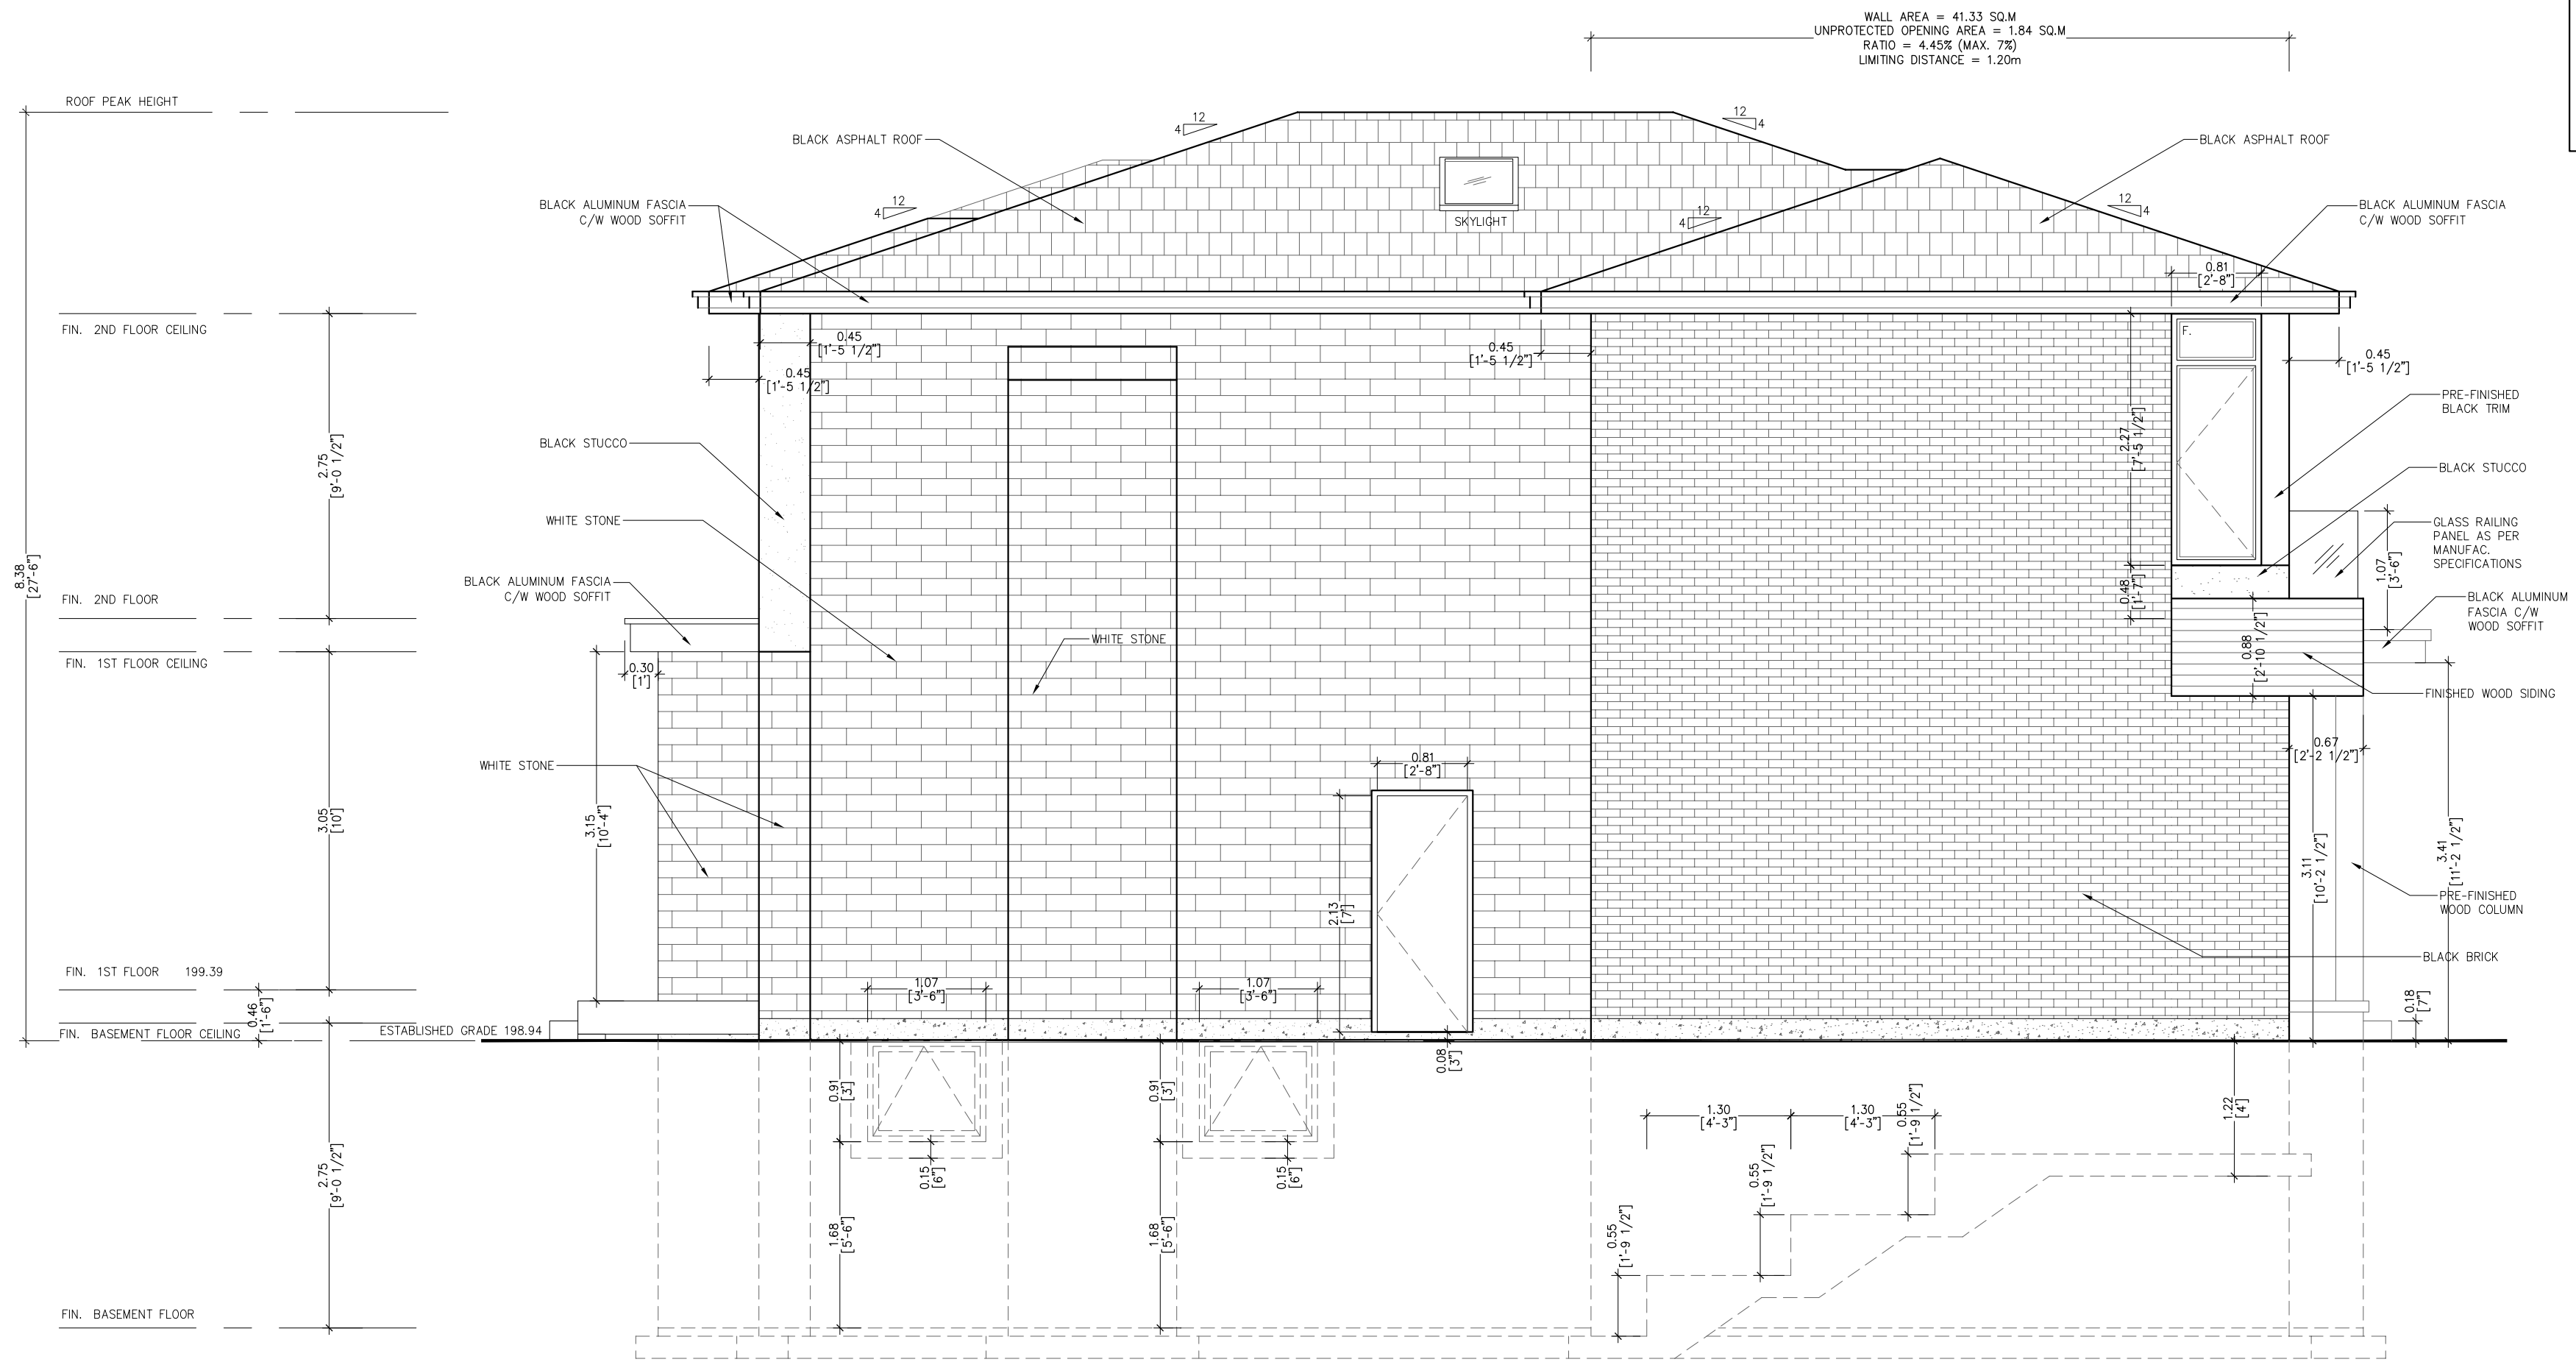 WALL AREA = 41.33 SQ.M
UNPROTECTED OPENING AREA = 1.84 SQ.M
RATIO = 4.45% (MAX. 7%)
LIMITING DISTANCE = 1.20m
ROOF PEAK HEIGHT
12
4
12
4
BLACK ASPHALT ROOF
BLACK ASPHALT ROOF
BLACK ALUMINUM FASCIA
C/W WOOD SOFFIT
12
4
SKYLIGHT
12
4
12
4
BLACK ALUMINUM FASCIA
C/W WOOD SOFFIT
0.81
[2'-8"]
FIN. 2ND FLOOR CEILING
F.
0.45
[1'-5 1/2"]
0.45
[1'-5 1/2"]
0.45
[1'-5 1/2"]
0.45
[1'-5 1/2"]
PRE-FINISHED
BLACK TRIM
2.75
[9'-0 1/2"]
BLACK STUCCO
2.27
[7'-5 1/2"]
BLACK STUCCO
WHITE STONE
GLASS RAILING
PANEL AS PER
MANUFAC.
SPECIFICATIONS
1.07
[3'-6"]
8.38
[27'-6"]
BLACK ALUMINUM FASCIA
C/W WOOD SOFFIT
0.48
[1'-7"]
BLACK ALUMINUM
FASCIA C/W
WOOD SOFFIT
FIN. 2ND FLOOR
WHITE STONE
0.88
[2'-10 1/2"]
FIN. 1ST FLOOR CEILING
0.30
[1']
FINISHED WOOD SIDING
0.67
[2'-2 1/2"]
WHITE STONE
0.81
[2'-8"]
3.05
[10']
3.15
[10'-4"]
2.13
[7']
3.11
[10'-2 1/2"]
3.41
[11'-2 1/2"]
PRE-FINISHED
WOOD COLUMN
BLACK BRICK
FIN. 1ST FLOOR 199.39
1.07
[3'-6"]
1.07
[3'-6"]
0.46
[1'-6"]
0.18
[7"]
FIN. BASEMENT FLOOR CEILING
ESTABLISHED GRADE 198.94
0.08
[3"]
0.91
[3']
0.91
[3']
1.30
[4'-3"]
1.30
[4'-3"]
0.55
[1'-9 1/2"]
1.22
[4']
0.15
[6"]
0.15
[6"]
0.55
[1'-9 1/2"]
2.75
[9'-0 1/2"]
1.68
[5'-6"]
1.68
[5'-6"]
0.55
[1'-9 1/2"]
FIN. BASEMENT FLOOR